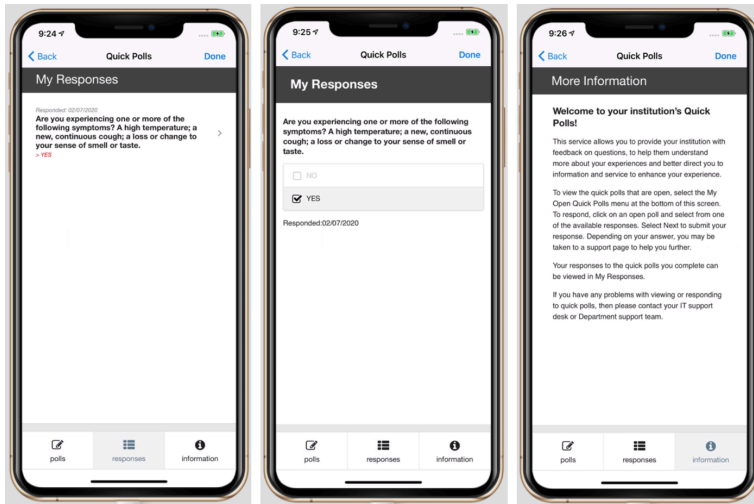 9:24
Back
Quick Polls
Done
My Responses
Responded: 02/07/2020
Are you experiencing one or more of the
following symptoms? A high temperature; a
new, continuous cough; a loss or change to
your sense of smell or taste.
> YES
polls
responses
information
9:25
Back
Quick Polls
Done
My Responses
Are you experiencing one or more of the following
symptoms? A high temperature; a new, continuous
cough; a loss or change to your sense of smell or
taste.
NO
YES
Responded:02/07/2020
polls
responses
information
9:26
Back
Quick Polls
Done
More Information
Welcome to your institution's Quick
Polls!
This service allows you to provide your institution with
feedback on questions, to help them understand
more about your experiences and better direct you to
information and service to enhance your experience.
To view the quick polls that are open, select the My
Open Quick Polls menu at the bottom of this screen.
To respond, click on an open poll and select from one
of the available responses. Select Next to submit your
response. Depending on your answer, you may be
taken to a support page to help you further.
Your responses to the quick polls you complete can
be viewed in My Responses.
If you have any problems with viewing or responding
to quick polls, then please contact your IT support
desk or Department support team.
polls
responses
information